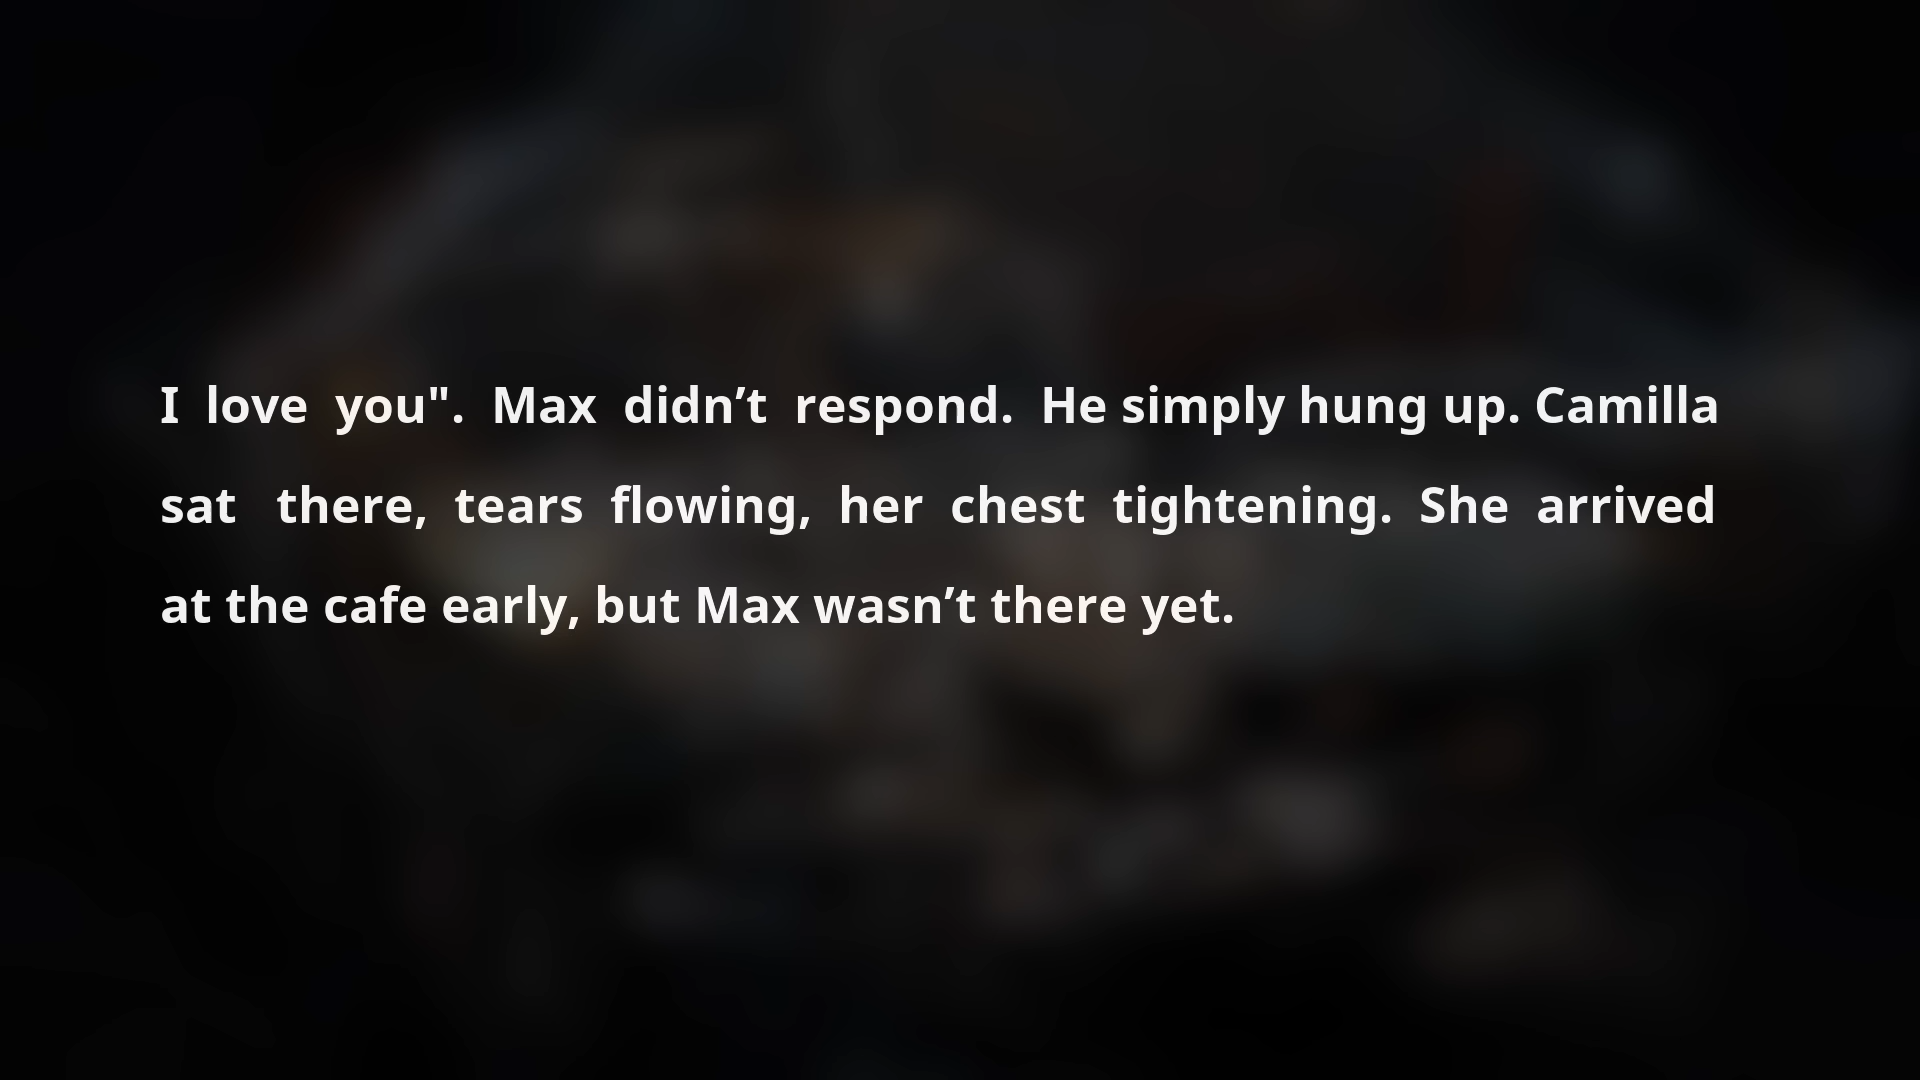 I love you". Max didn’t respond. He simply hung up. Camilla
sat there, tears flowing, her chest tightening. She arrived
at the cafe early, but Max wasn’t there yet.